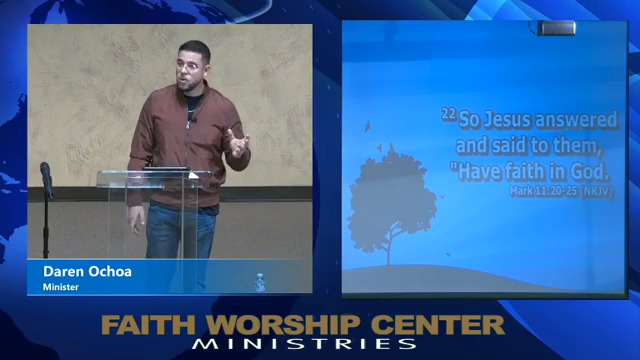 22 So Jesus answered
and said to them,
"Have faith in God.
Mark 11:20-25 (NKJV)
Daren Ochoa
Minister
FAITH WORSHIP CENTER
MINISTRIES